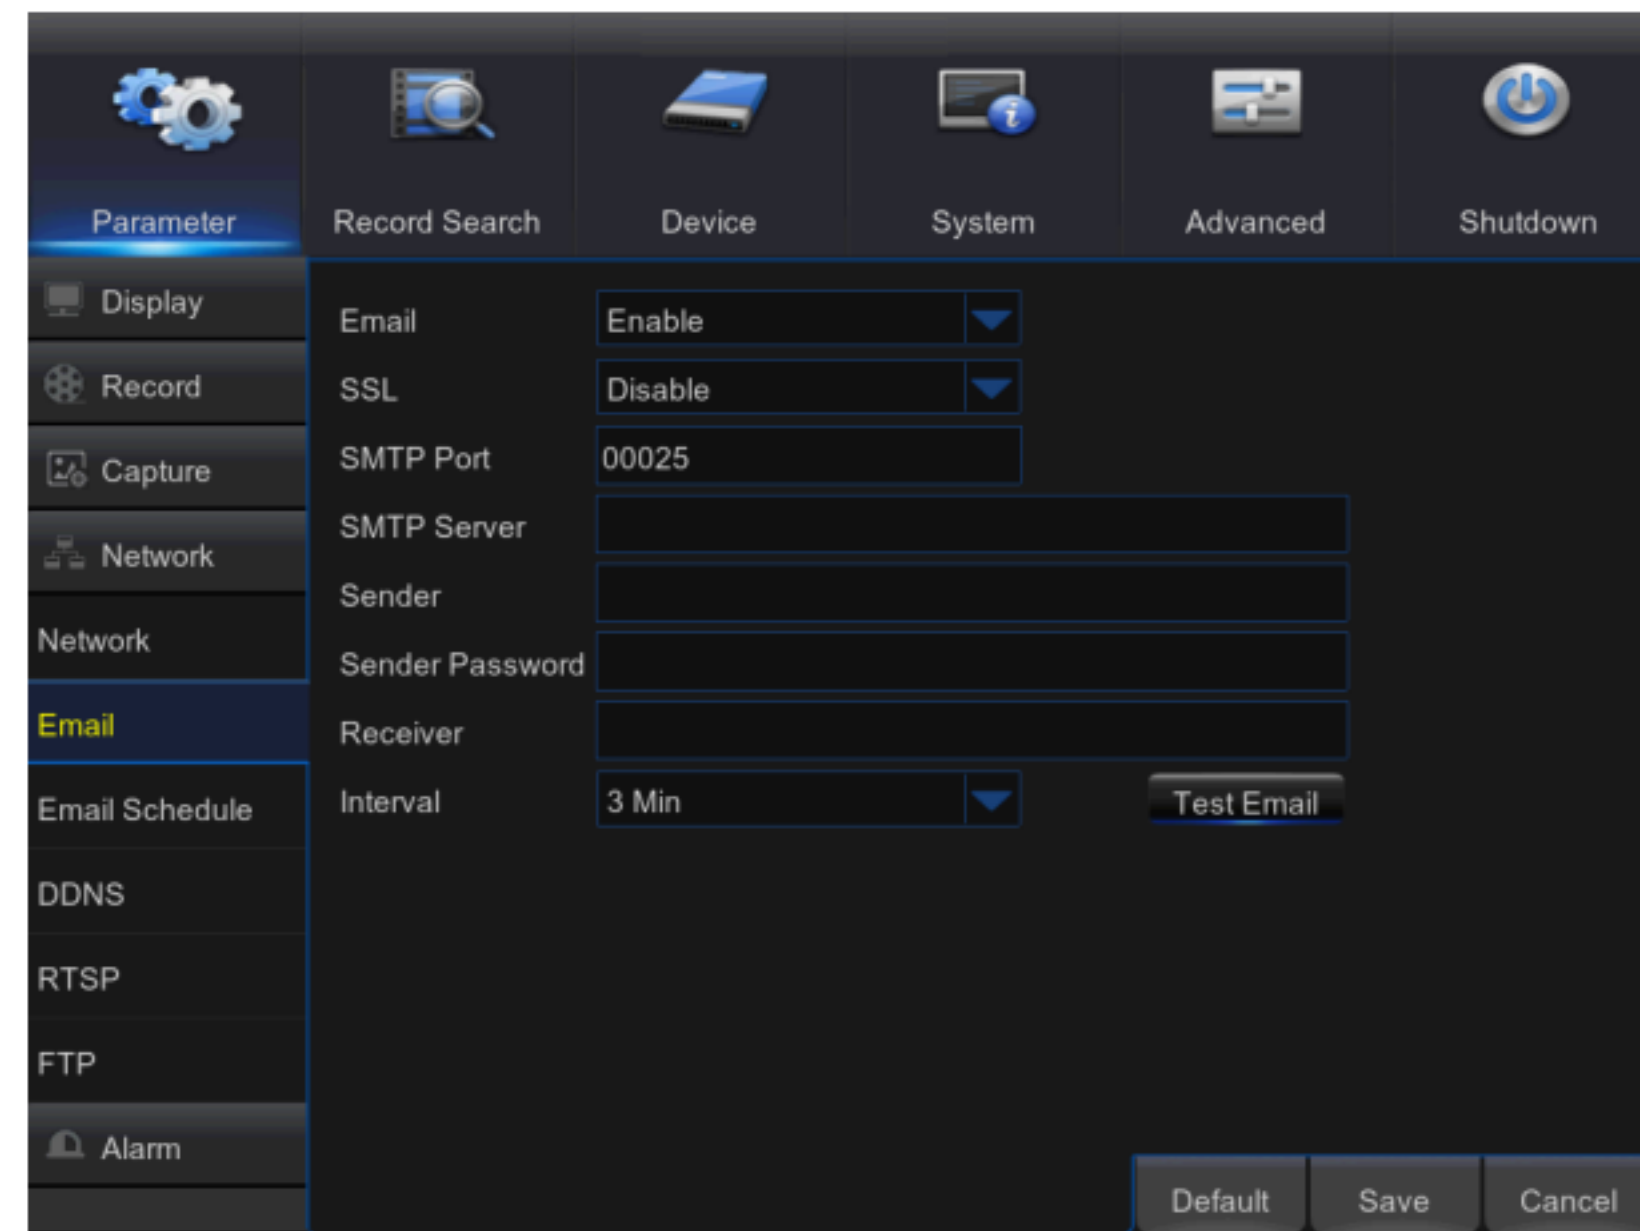 Parameter Record Search Device System Advanced Shutdown
Display
Record
Capture
Network
Network
Email
Email Schedule
DDNS
RTSP
FTP
Alarm
Email Enable
SSL Disable
SMTP Port 00025
SMTP Server
Sender
Sender Password
Receiver
Interval 3 Min Test Email
Default Save Cancel